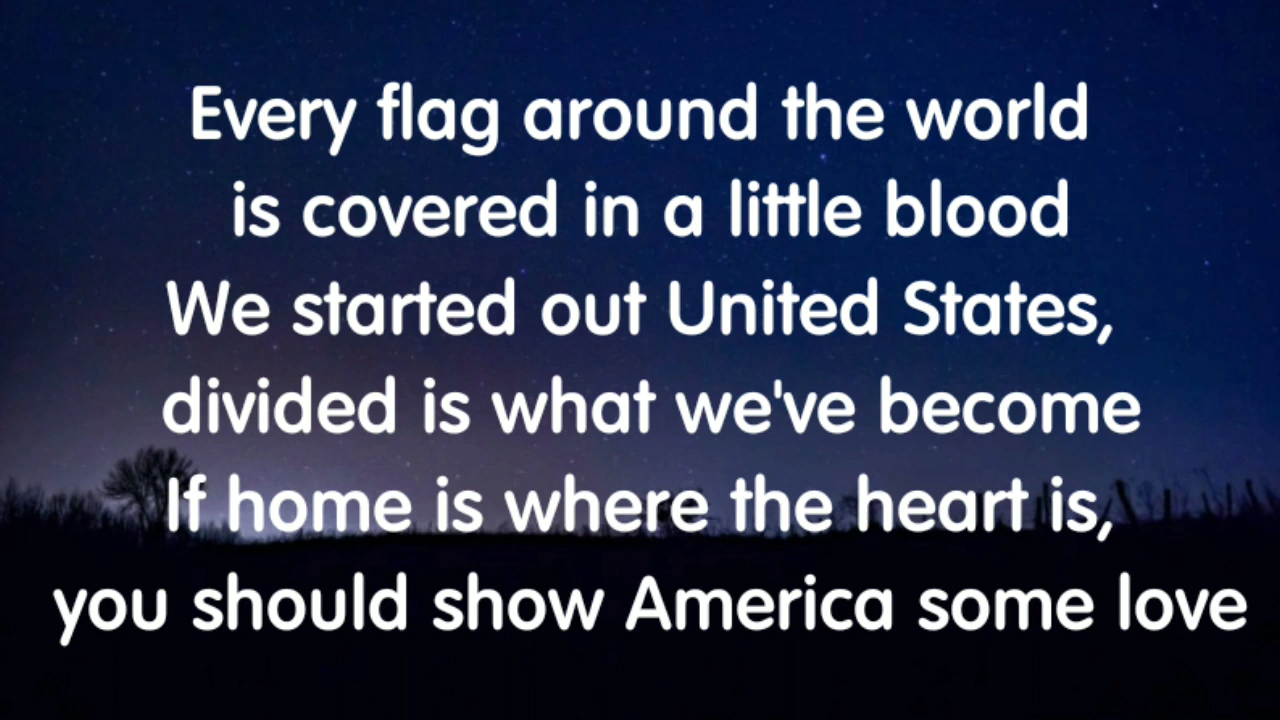 Every flag around the world
is covered in a little blood
We started out United States,
divided is what we've become
If home is where the heart is,
you should show America some love